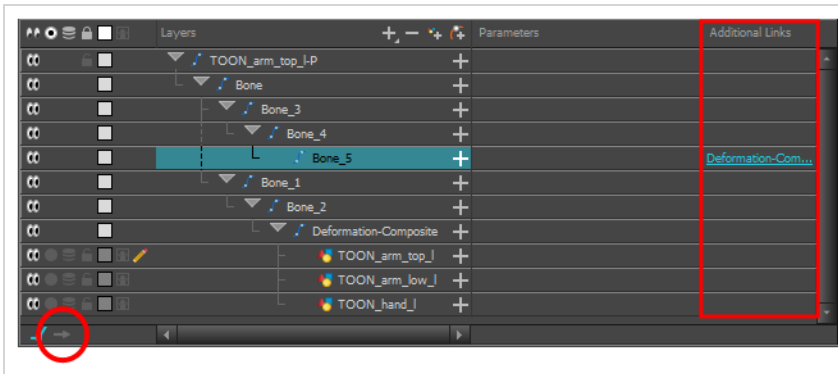 Layers Parameters Additional Links
TOON_arm_top_l-P
Bone
Bone_3
Bone_4
Bone_5 Deformation-Com...
Bone_1
Bone_2
Deformation-Composite
TOON_arm_top_l
TOON_arm_low_l
TOON_hand_l